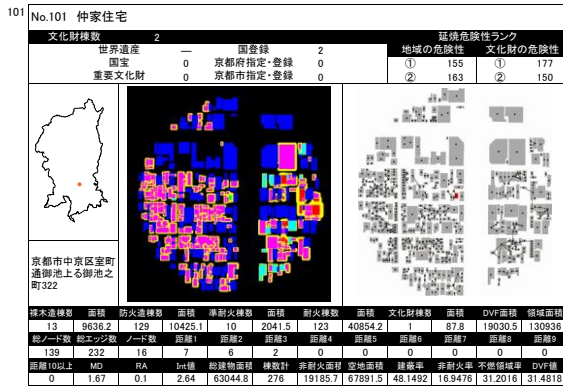 101
No.101 仲家住宅
文化財棟数 2 延焼危険性ランク
世界遺産 — 国登録 2 地域の危険性 文化財の危険性
国宝 0 京都府指定・登録 0 ① 155 ① 177
重要文化財 0 京都市指定・登録 0 ② 163 ② 150
京都市中京区室町
通御池上る御池之
町322
裸木造棟数 面積 防火造棟数 面積 準耐火棟数 面積 耐火棟数 面積 文化財棟数 面積 DVF面積 領域面積
13 9636.2 129 10425.1 10 2041.5 123 40854.2 1 87.8 19030.5 130936
総ノード数 総エッジ数 ノード数 距離1 距離2 距離3 距離4 距離5 距離6 距離7 距離8 距離9
139 232 16 7 6 2 0 0 0 0 0 0
距離10以上 MD RA Int値 総建物面積 棟数計 非耐火面積 空地面積 建蔽率 非耐火率 不燃領域率 DVF値
0 1.67 0.1 2.64 63044.8 276 19185.7 67891.5 48.1492 16.9476 31.2016 31.4818